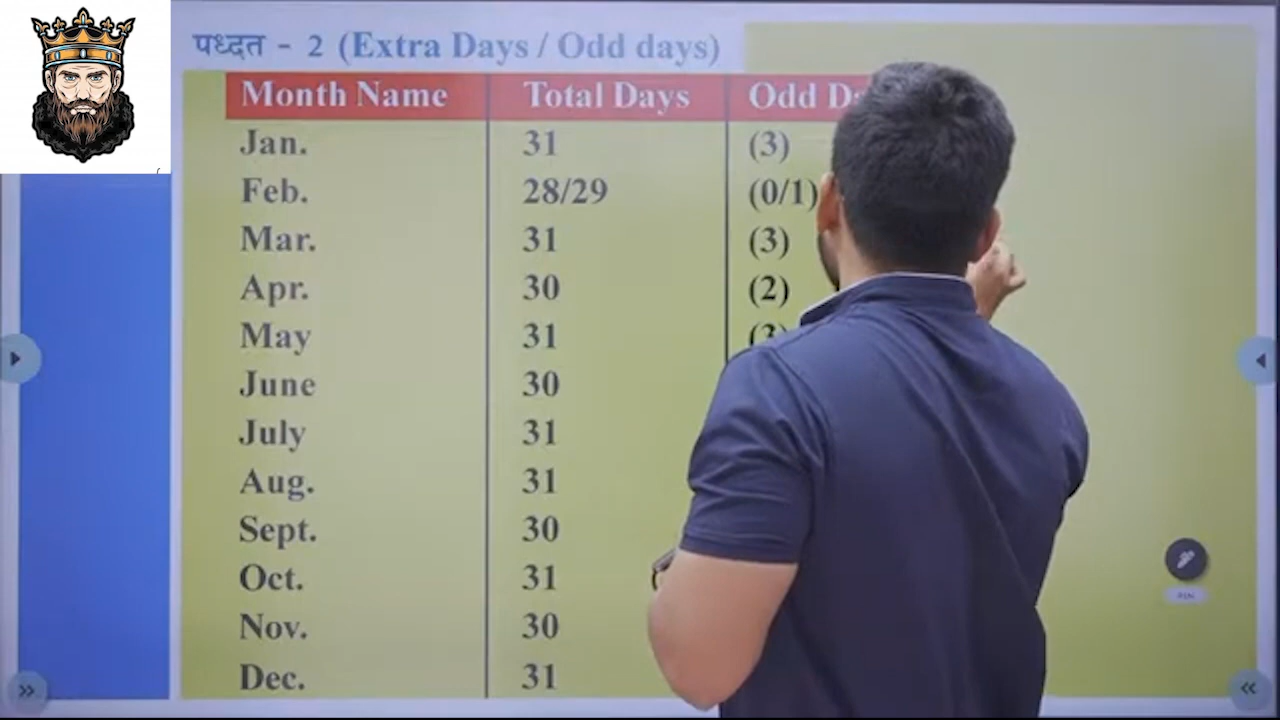 पध्दत - 2 (Extra Days / Odd days)
Month Name Total Days Odd
Jan. 31 (3)
Feb. 28/29 (0/1)
Mar. 31 (3)
Apr. 30 (2)
May 31 (3)
June 30
July 31
Aug. 31
Sept. 30
Oct. 31
Nov. 30
Dec. 31